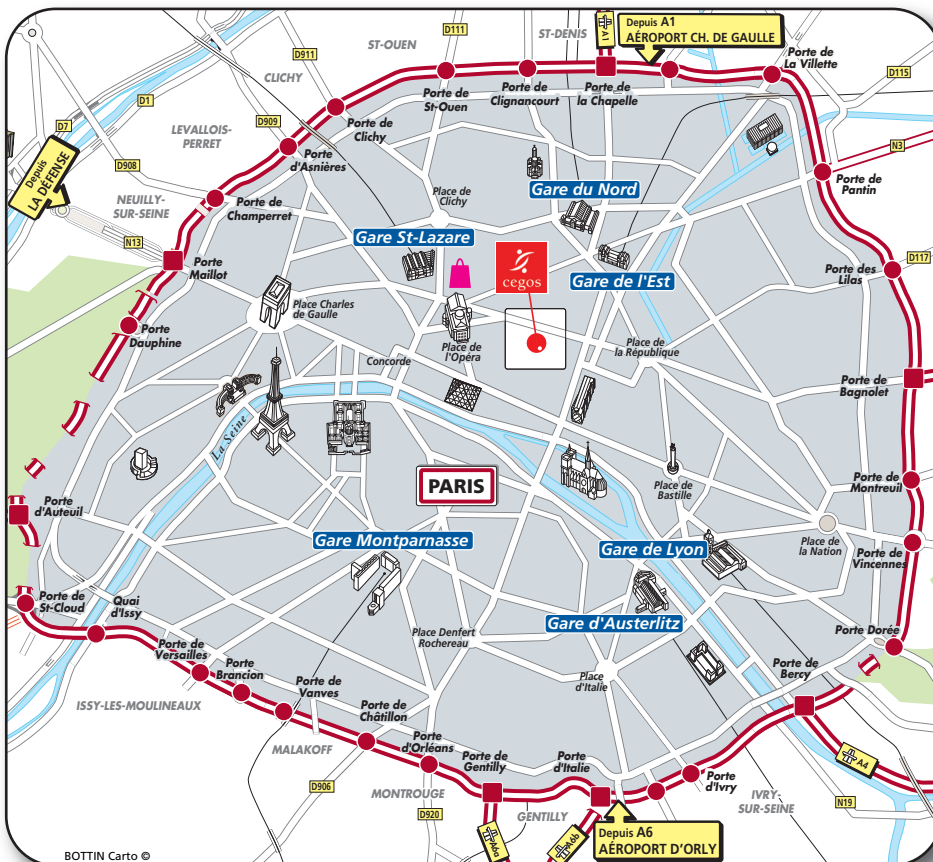 Depuis A1
AÉROPORT CH. DE GAULLE
A1
D111
ST-OUEN
ST-DENIS
D911
CLICHY
Porte de
La Villette
D115
Porte de
St-Ouen
Porte de
Clignancourt
Porte de
la Chapelle
D1
D7
LEVALLOIS-
PERRET
D909
Porte de
Clichy
N3
Depuis
LA DÉFENSE
D908
Porte
d'Asnières
Porte de
Pantin
NEUILLY-
SUR-SEINE
Porte de
Champerret
Place de
Clichy
Gare du Nord
N13
Gare St-Lazare
cegos
D117
Porte
Maillot
Gare de l'Est
Porte des
Lilas
Place Charles
de Gaulle
Porte
Dauphine
Place de
l'Opéra
Place de
la République
Concorde
Porte de
Bagnolet
La Seine
PARIS
Place de
Bastille
Porte de
Montreuil
Porte
d'Auteuil
Gare Montparnasse
Gare de Lyon
Place de
la Nation
Porte de
Vincennes
Porte de
St-Cloud
Quai
d'Issy
Gare d'Austerlitz
Place Denfert
Rochereau
Porte Dorée
Porte de
Versailles
Porte
Brancion
Porte de
Vanves
Place
d'Italie
Porte de
Bercy
ISSY-LES-MOULINEAUX
Porte de
Châtillon
MALAKOFF
Porte
d'Orléans
Porte de
Gentilly
Porte
d'Italie
A4
D906
MONTROUGE
Porte
d'Ivry
IVRY-
SUR-SEINE
N19
D920
GENTILLY
A6a
A6b
Depuis A6
AÉROPORT D'ORLY
BOTTIN Carto ©